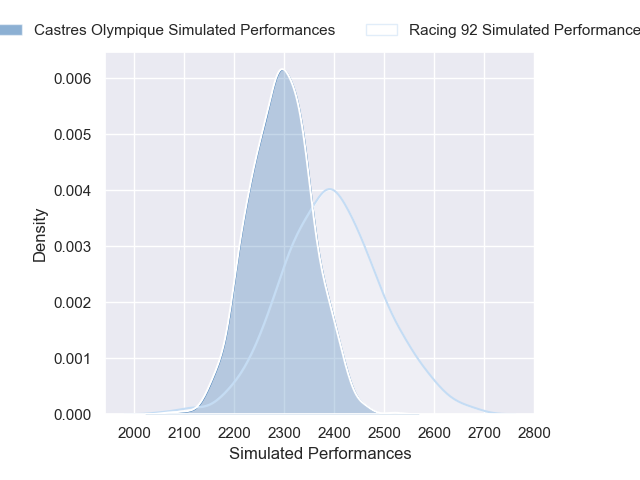 Castres Olympique Simulated Performances
Racing 92 Simulated Performance
0.006
0.005
0.004
0.003
0.002
0.001
0.000
Density
2000 2100 2200 2300 2400 2500 2600 2700 2800
Simulated Performances